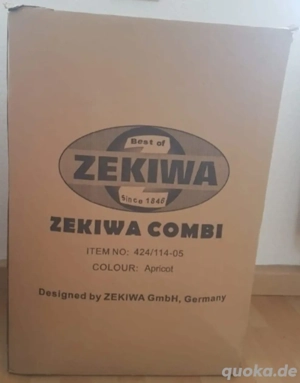 Best of
ZEKIWA
Since 1846
ZEKIWA COMBI
ITEM NO: 424/114-05
COLOUR: Apricot
Designed by ZEKIWA GmbH, Germany
quoka.de